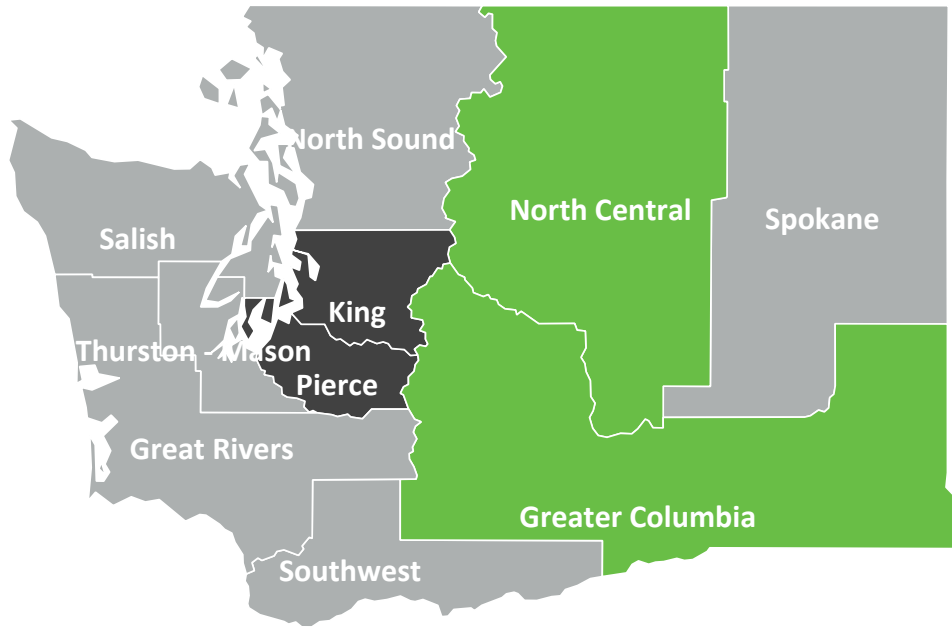 North Sound
North Central
Spokane
Salish
King
Thurston - Mason
Pierce
Great Rivers
Greater Columbia
Southwest